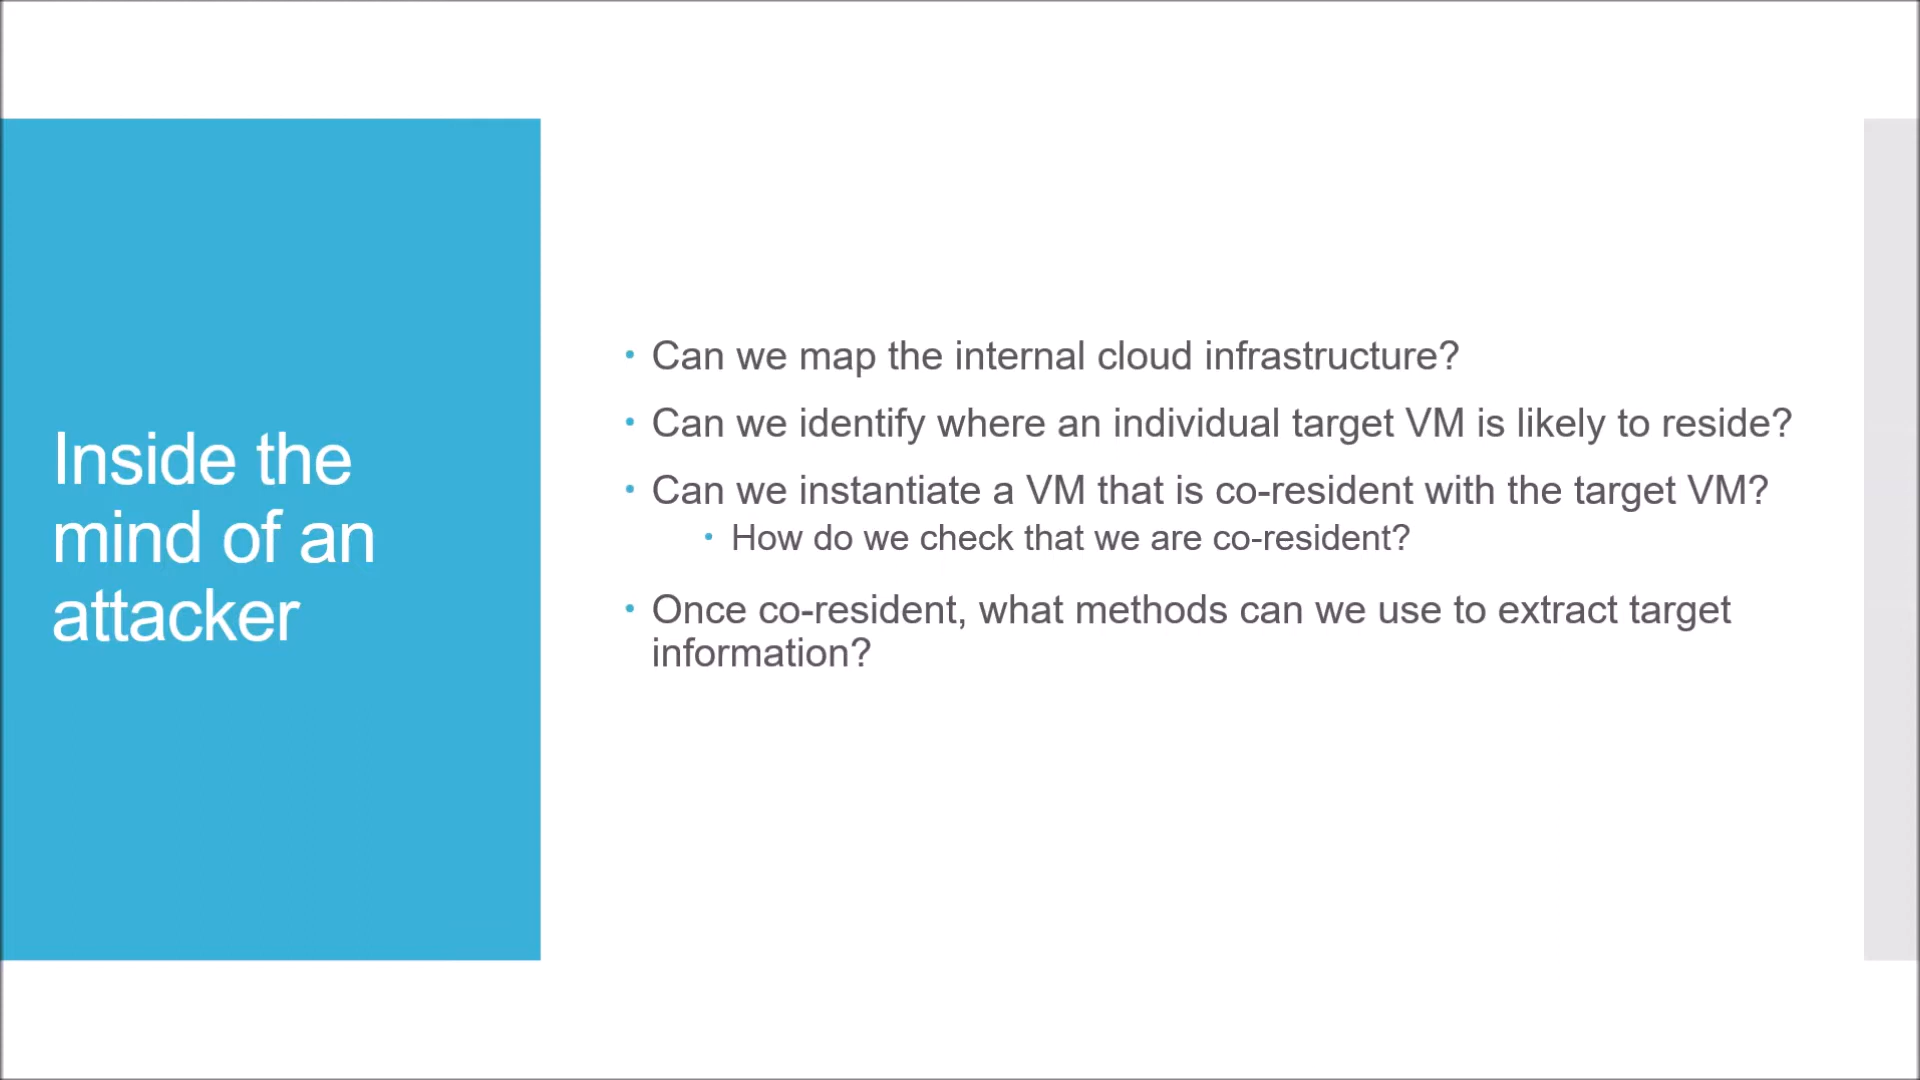 Inside the
mind of an
attacker
• Can we map the internal cloud infrastructure?
• Can we identify where an individual target VM is likely to reside?
• Can we instantiate a VM that is co-resident with the target VM?
• How do we check that we are co-resident?
• Once co-resident, what methods can we use to extract target
information?